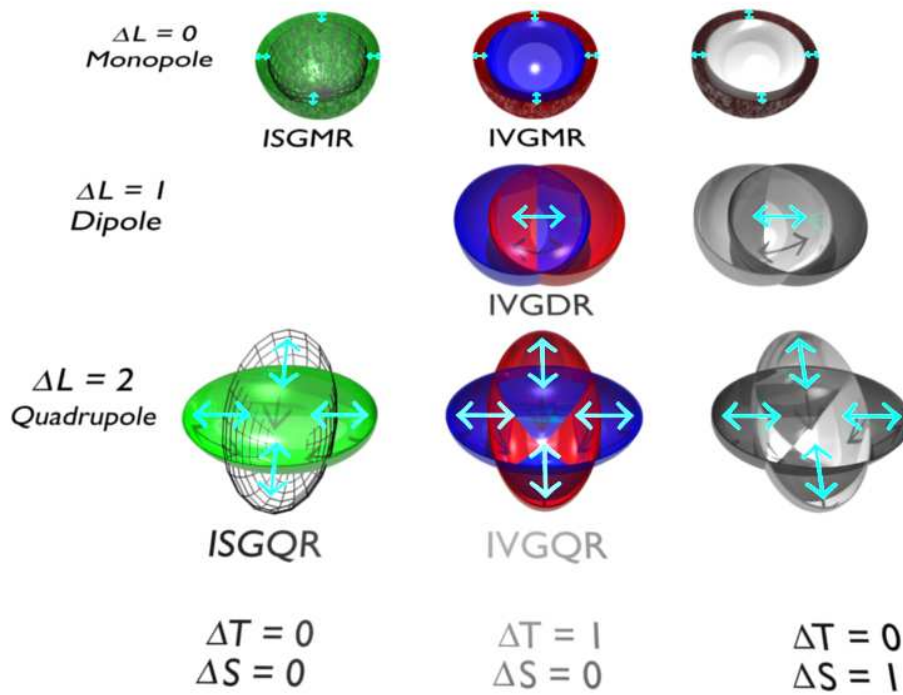 ΔL = 0
Monopole
ISGMR
IVGMR
ΔL = 1
Dipole
IVGDR
ΔL = 2
Quadrupole
ISGQR
IVGQR
ΔT = 0
ΔS = 0
ΔT = 1
ΔS = 0
ΔT = 0
ΔS = 1